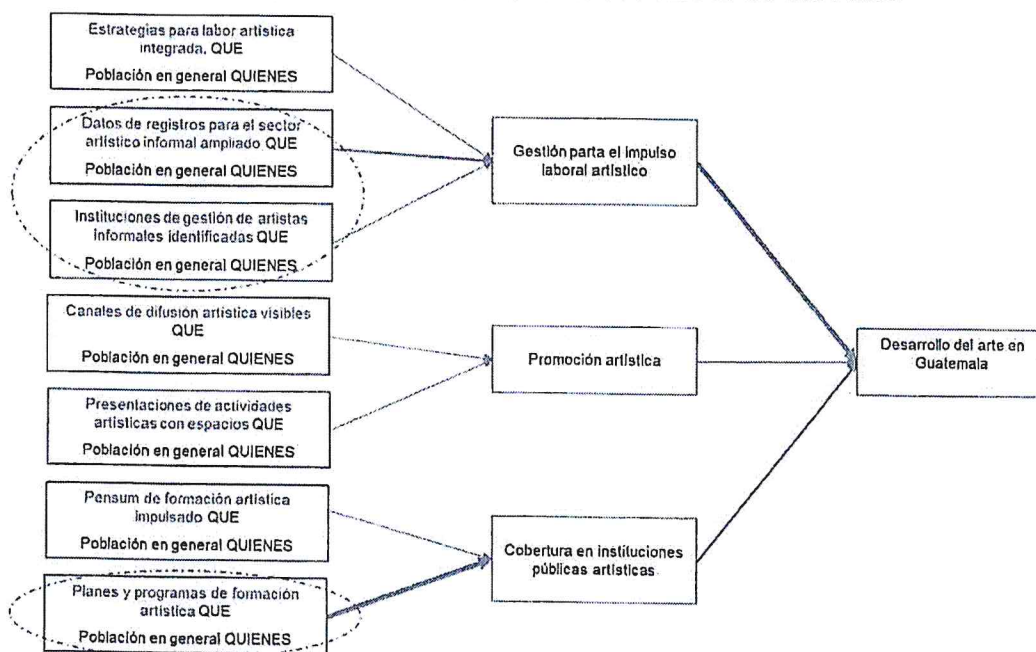 Estrategias para labor artística
integrada, QUE
Población en general QUIENES
Datos de registros para el sector
artístico informal ampliado QUE
Población en general QUIENES
Instituciones de gestión de artistas
informales identificadas QUE
Población en general QUIENES
Canales de difusión artística visibles
QUE
Población en general QUIENES
Presentaciones de actividades
artísticas con espacios QUE
Población en general QUIENES
Pensum de formación artística
impulsado QUE
Población en general QUIENES
Planes y programas de formación
artística QUE
Población en general QUIENES
Gestión parta el impulso
laboral artístico
Promoción artística
Cobertura en instituciones
públicas artísticas
Desarrollo del arte en
Guatemala